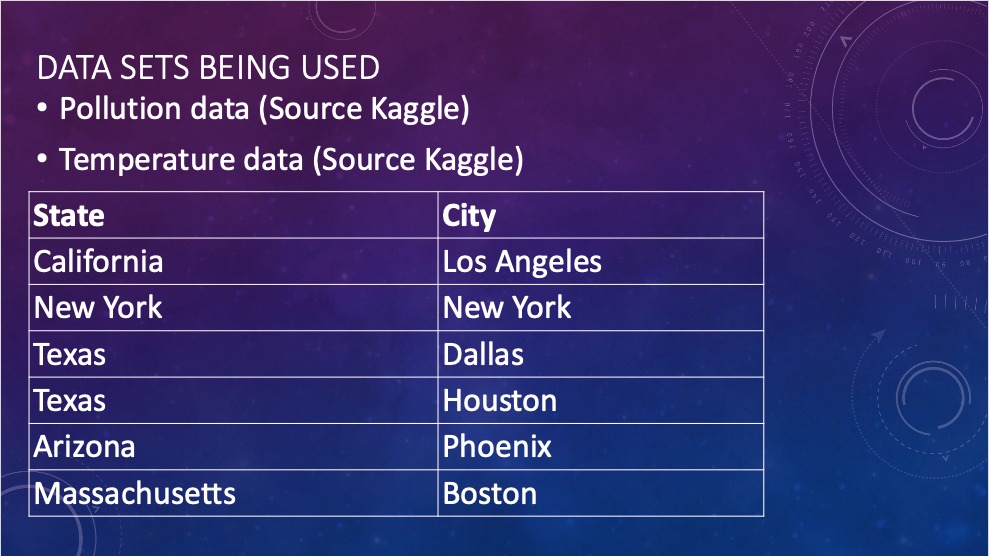 DATA SETS BEING USED
• Pollution data (Source Kaggle)
• Temperature data (Source Kaggle)
State City
California Los Angeles
New York New York
Texas Dallas
Texas Houston
Arizona Phoenix
Massachusetts Boston